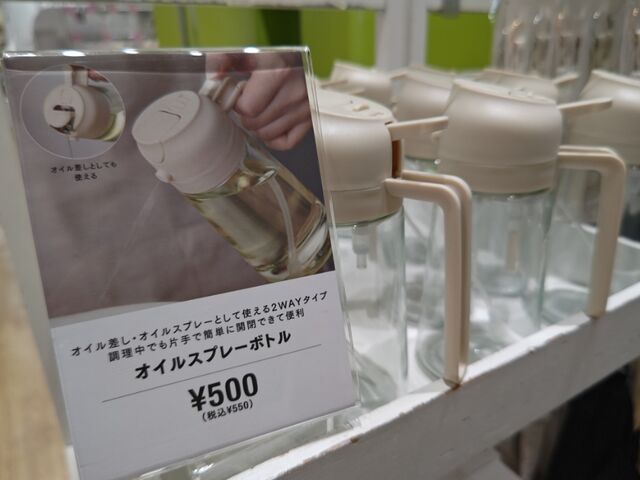 オイル差しとしても
使える
オイル差し・オイルスプレーとして使える2WAYタイプ
調理中でも片手で簡単に開閉できて便利
オイルスプレーボトル
¥500
(税込¥550)